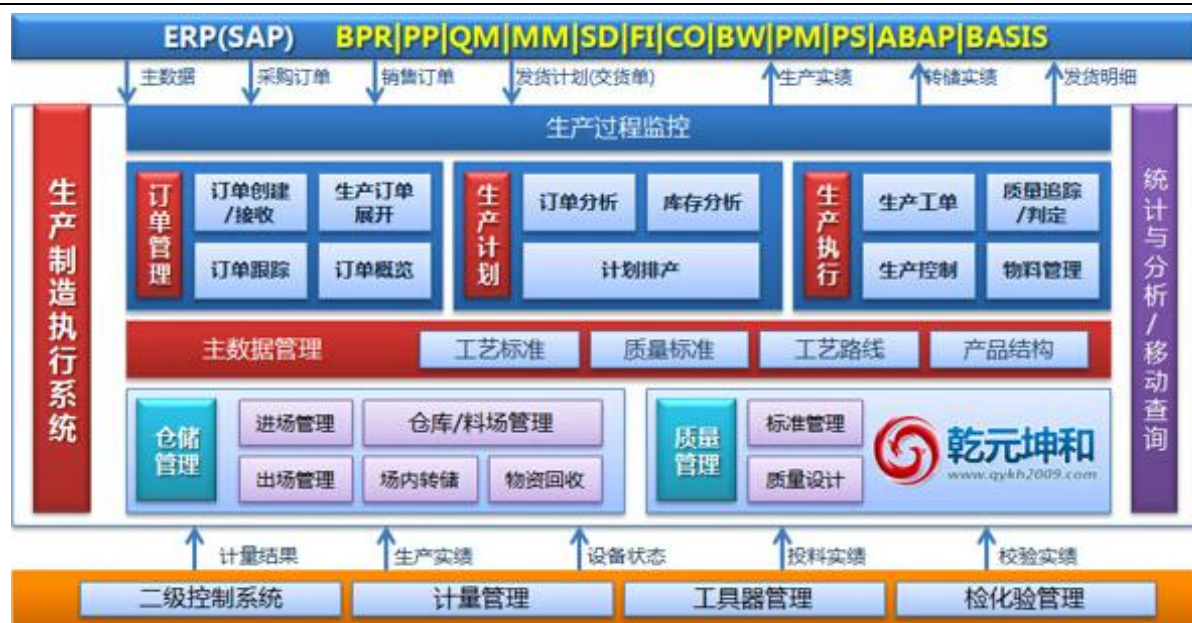 ERP(SAP) BPR|PP|QM|MM|SD|FI|CO|BW|PM|PS|ABAP|BASIS
主数据 采购订单 销售订单 发货计划(交货单) 生产实绩 转储实绩 发货明细
生产制造执行系统
生产过程监控
订单管理
订单创建
/接收
生产订单
展开
订单跟踪
订单概览
生产计划
订单分析
库存分析
计划排产
生产执行
生产工单
质量追踪
/判定
生产控制
物料管理
主数据管理 工艺标准 质量标准 工艺路线 产品结构
仓储
管理
进场管理
仓库/料场管理
出场管理
场内转储
物资回收
质量
管理
标准管理
质量设计
乾元坤和
www.qykh2009.com
统计与分析/移动查询
计量结果 生产实绩 设备状态 投料实绩 校验实绩
二级控制系统 计量管理 工具器管理 检化验管理